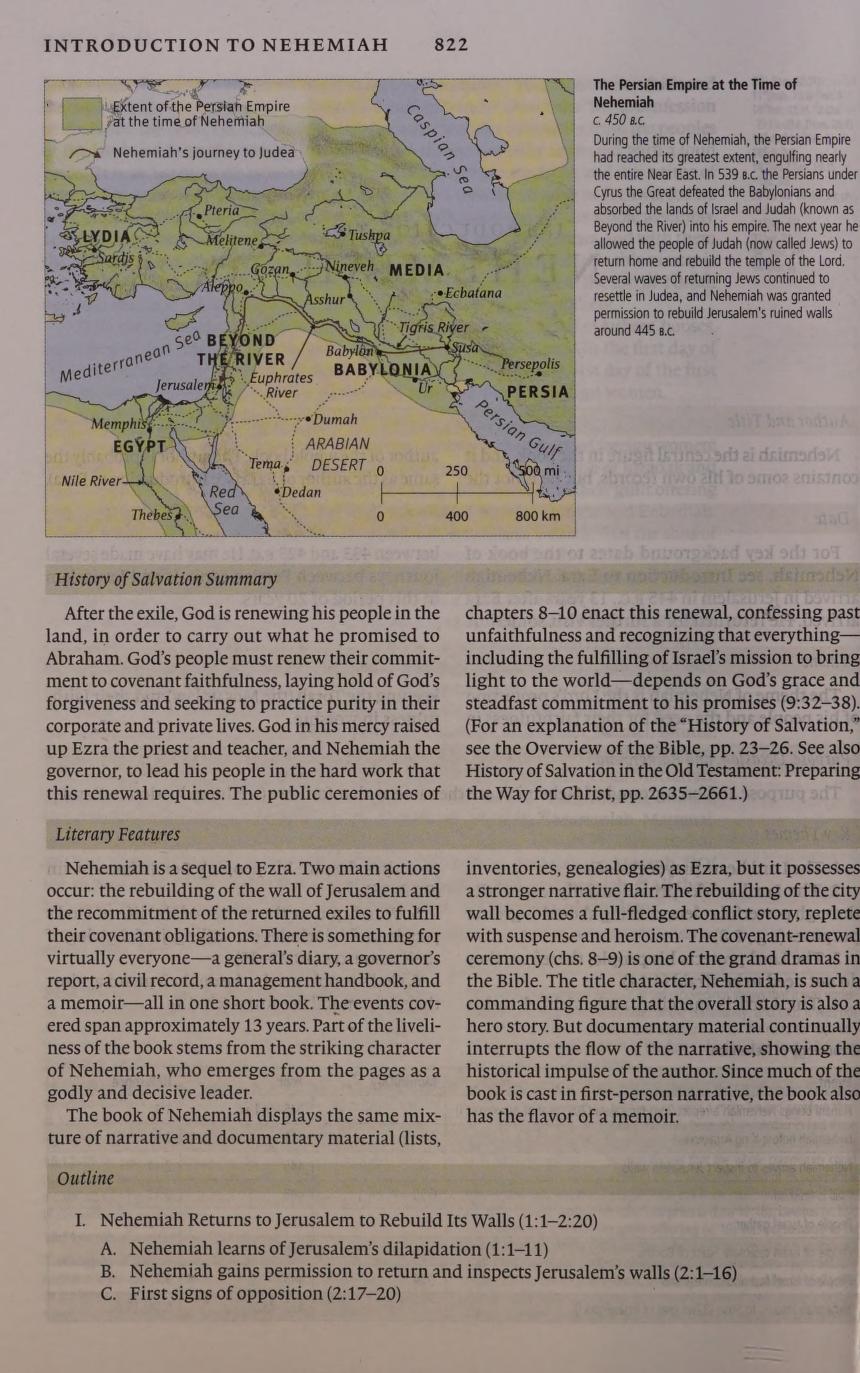 INTRODUCTION TO NEHEMIAH 822
Extent of the Persian Empire
at the time of Nehemiah
Nehemiah's journey to Judea
Caspian Sea
Pteria
LYDIA
Melitene
Tushpa
Sardis
Gozan
Nineveh
MEDIA
Aleppo
Asshur
Ecbatana
Tigris River
Mediterranean Sea
BEYOND
THE RIVER
Babylon
Susa
BABYLONIA
Persepolis
Jerusalem
Euphrates
River
Ur
PERSIA
Memphis
Dumah
Persian Gulf
EGYPT
ARABIAN
DESERT
Tema
Nile River
Red
Sea
Dedan
Thebes
0 250 500 mi
0 400 800 km
The Persian Empire at the Time of
Nehemiah
c. 450 B.C.
During the time of Nehemiah, the Persian Empire
had reached its greatest extent, engulfing nearly
the entire Near East. In 539 B.C. the Persians under
Cyrus the Great defeated the Babylonians and
absorbed the lands of Israel and Judah (known as
Beyond the River) into his empire. The next year he
allowed the people of Judah (now called Jews) to
return home and rebuild the temple of the Lord.
Several waves of returning Jews continued to
resettle in Judea, and Nehemiah was granted
permission to rebuild Jerusalem's ruined walls
around 445 B.C.
History of Salvation Summary
After the exile, God is renewing his people in the
land, in order to carry out what he promised to
Abraham. God's people must renew their commit-
ment to covenant faithfulness, laying hold of God's
forgiveness and seeking to practice purity in their
corporate and private lives. God in his mercy raised
up Ezra the priest and teacher, and Nehemiah the
governor, to lead his people in the hard work that
this renewal requires. The public ceremonies of
chapters 8–10 enact this renewal, confessing past
unfaithfulness and recognizing that everything—
including the fulfilling of Israel's mission to bring
light to the world—depends on God's grace and
steadfast commitment to his promises (9:32–38).
(For an explanation of the "History of Salvation,"
see the Overview of the Bible, pp. 23–26. See also
History of Salvation in the Old Testament: Preparing
the Way for Christ, pp. 2635–2661.)
Literary Features
Nehemiah is a sequel to Ezra. Two main actions
occur: the rebuilding of the wall of Jerusalem and
the recommitment of the returned exiles to fulfill
their covenant obligations. There is something for
virtually everyone—a general's diary, a governor's
report, a civil record, a management handbook, and
a memoir—all in one short book. The events cov-
ered span approximately 13 years. Part of the liveli-
ness of the book stems from the striking character
of Nehemiah, who emerges from the pages as a
godly and decisive leader.
The book of Nehemiah displays the same mix-
ture of narrative and documentary material (lists,
inventories, genealogies) as Ezra, but it possesses
a stronger narrative flair. The rebuilding of the city
wall becomes a full-fledged conflict story, replete
with suspense and heroism. The covenant-renewal
ceremony (chs. 8–9) is one of the grand dramas in
the Bible. The title character, Nehemiah, is such a
commanding figure that the overall story is also a
hero story. But documentary material continually
interrupts the flow of the narrative, showing the
historical impulse of the author. Since much of the
book is cast in first-person narrative, the book also
has the flavor of a memoir.
Outline
I. Nehemiah Returns to Jerusalem to Rebuild Its Walls (1:1–2:20)
A. Nehemiah learns of Jerusalem's dilapidation (1:1–11)
B. Nehemiah gains permission to return and inspects Jerusalem's walls (2:1–16)
C. First signs of opposition (2:17–20)